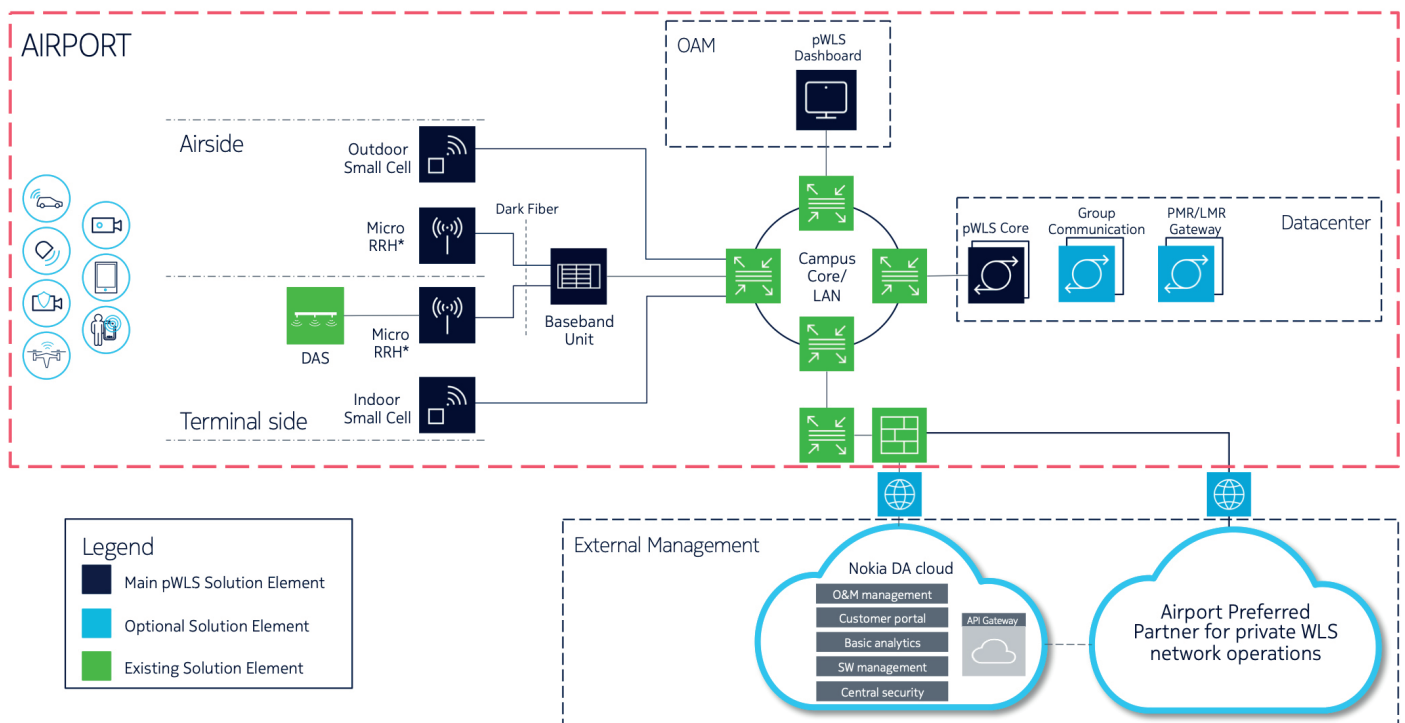 AIRPORT
OAM
pWLS
Dashboard
Airside
Outdoor
Small Cell
Micro
RRH*
Dark Fiber
Baseband
Unit
DAS
Micro
RRH*
Indoor
Small Cell
Terminal side
Campus
Core/
LAN
pWLS Core
Group
Communication
PMR/LMR
Gateway
Datacenter
Legend
Main pWLS Solution Element
Optional Solution Element
Existing Solution Element
External Management
Nokia DA cloud
O&M management
Customer portal
Basic analytics
SW management
Central security
API Gateway
Airport Preferred
Partner for private WLS
network operations